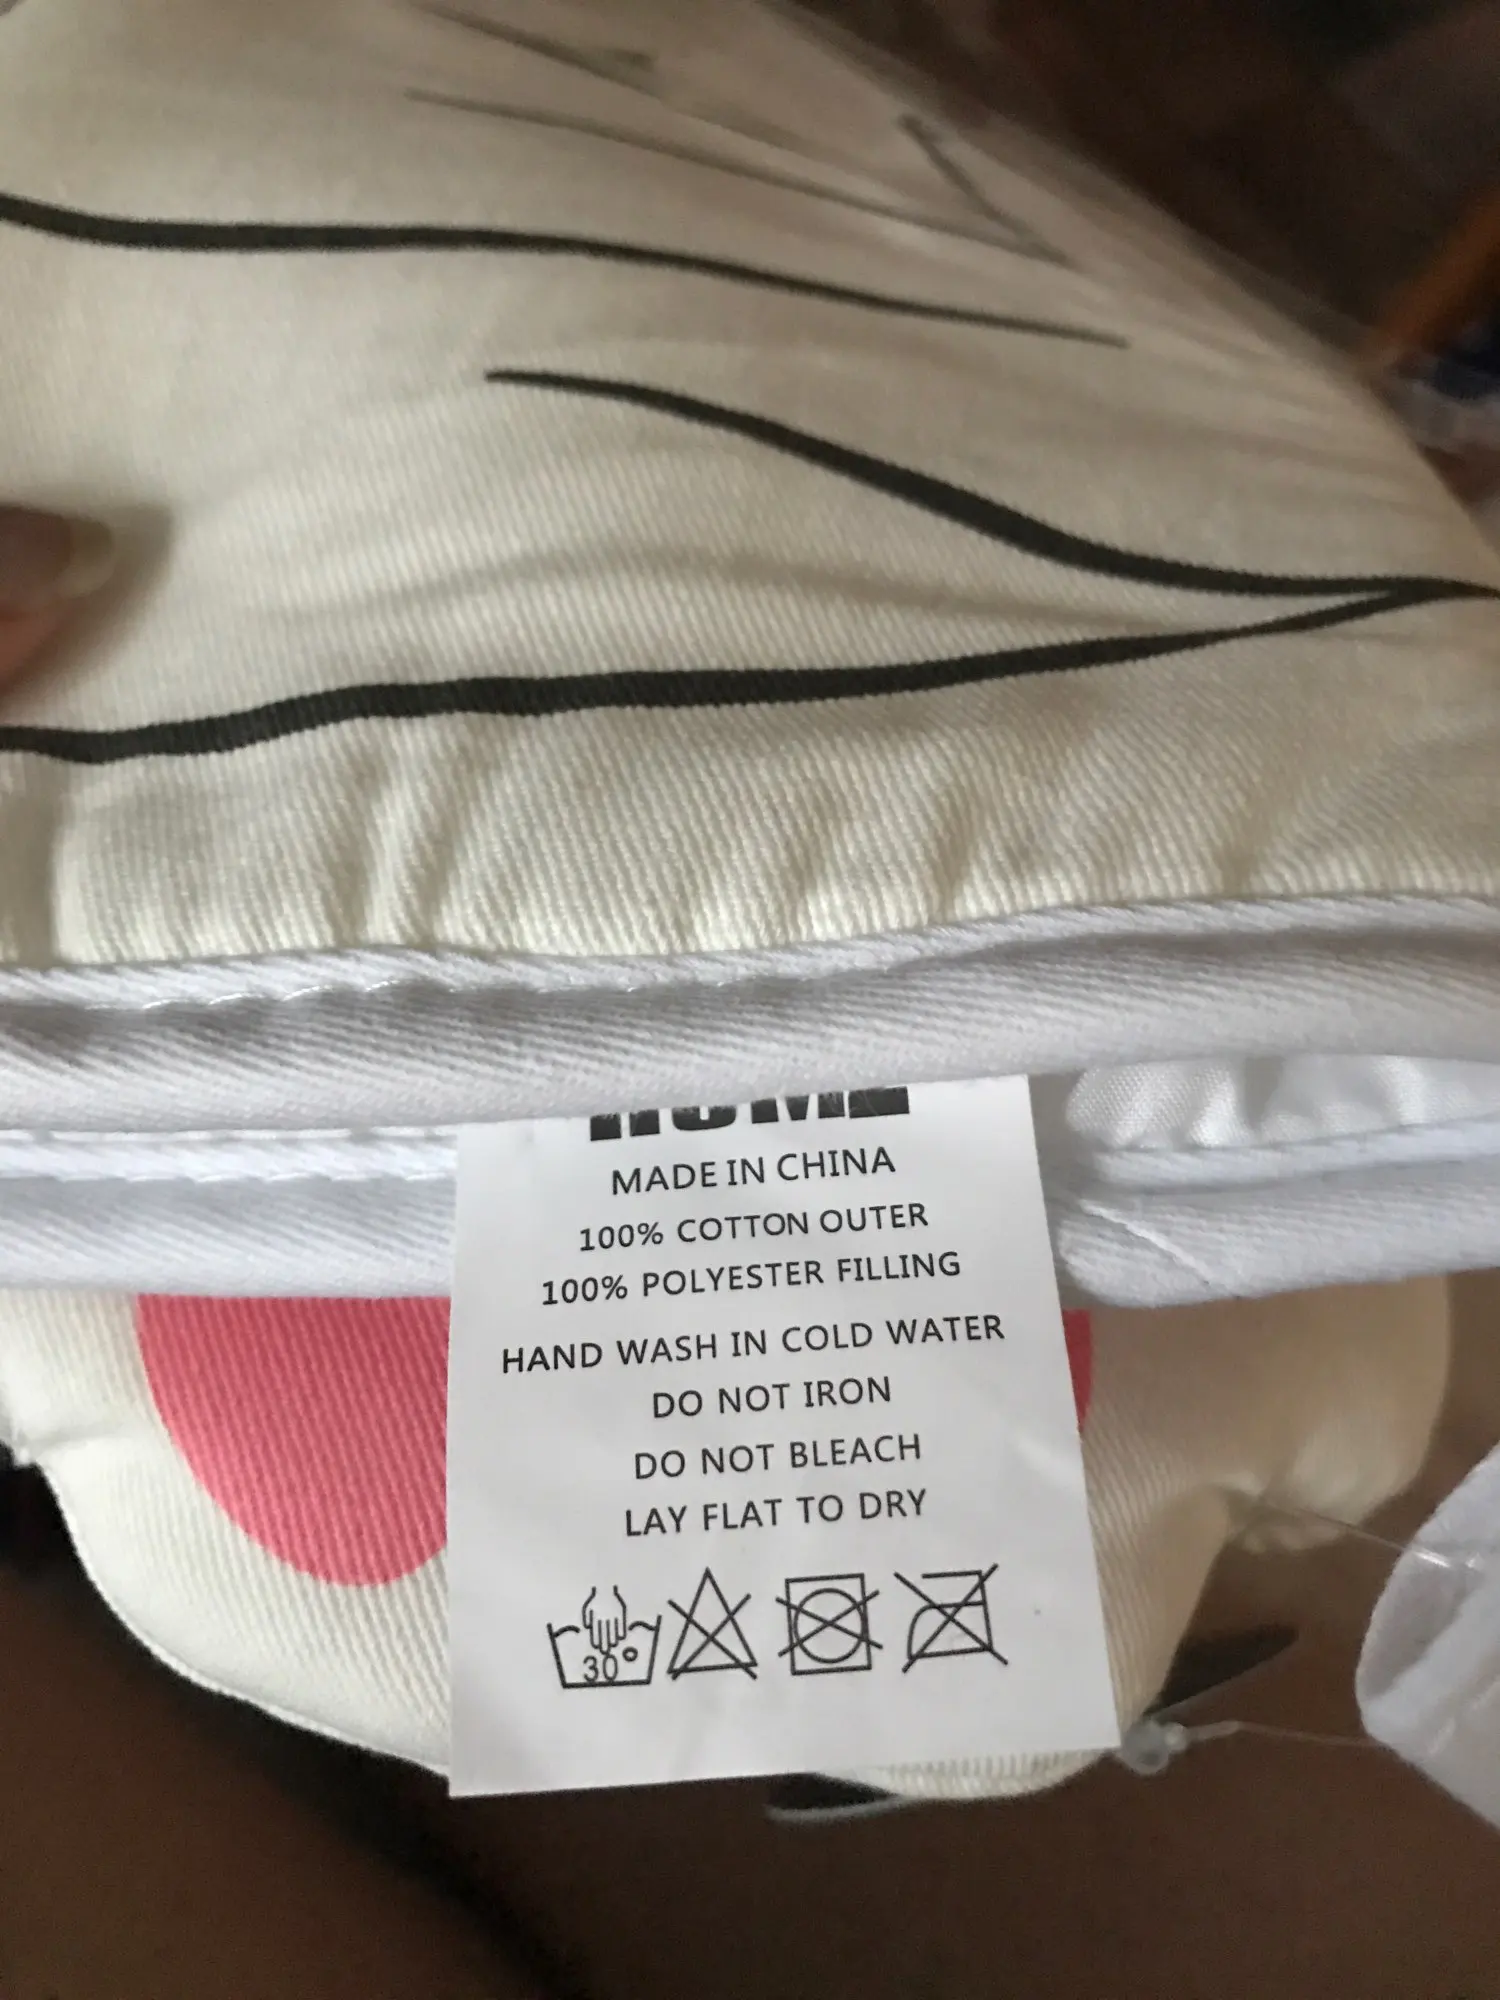 HOME
MADE IN CHINA
100% COTTON OUTER
100% POLYESTER FILLING
HAND WASH IN COLD WATER
DO NOT IRON
DO NOT BLEACH
LAY FLAT TO DRY
30°